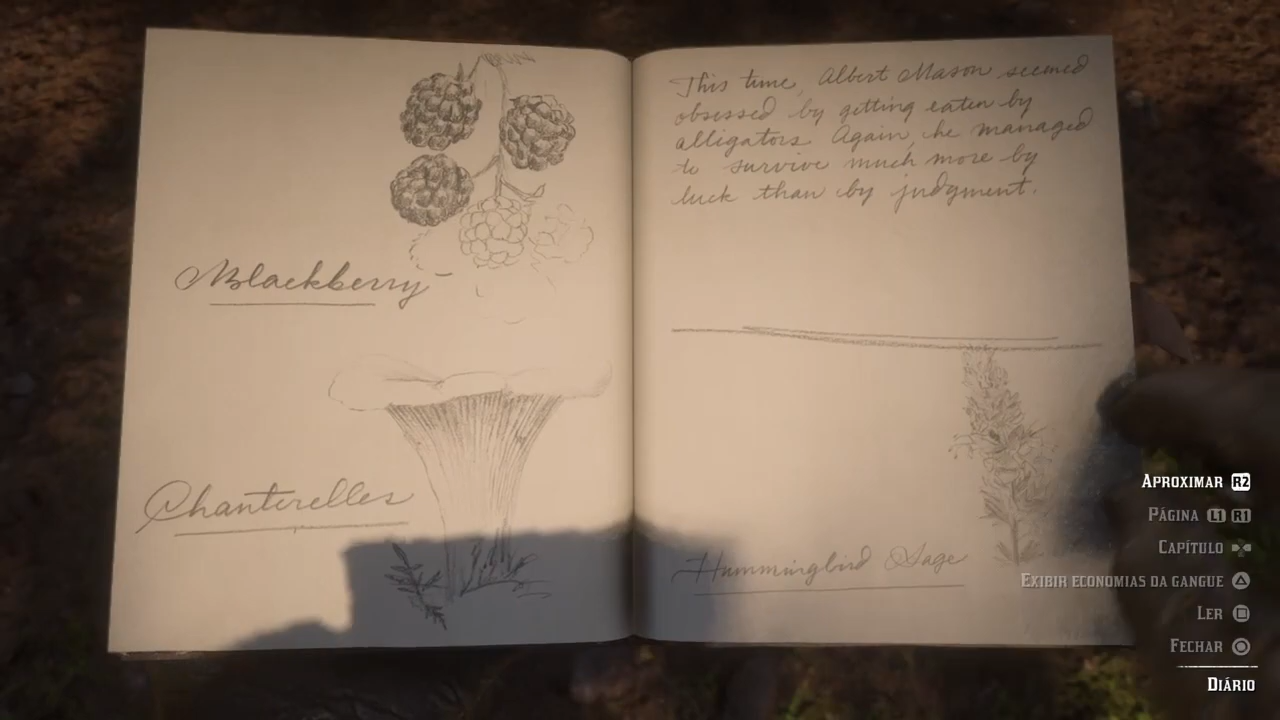 Blackberry
Chanterelles
This time, Albert Mason seemed
obsessed by getting eaten by
alligators. Again, he managed
to survive much more by
luck than by judgment.
Hummingbird Sage
APROXIMAR R2
PÁGINA L1 R1
CAPÍTULO
EXIBIR ECONOMIAS DA GANGUE
LER
FECHAR
DIÁRIO